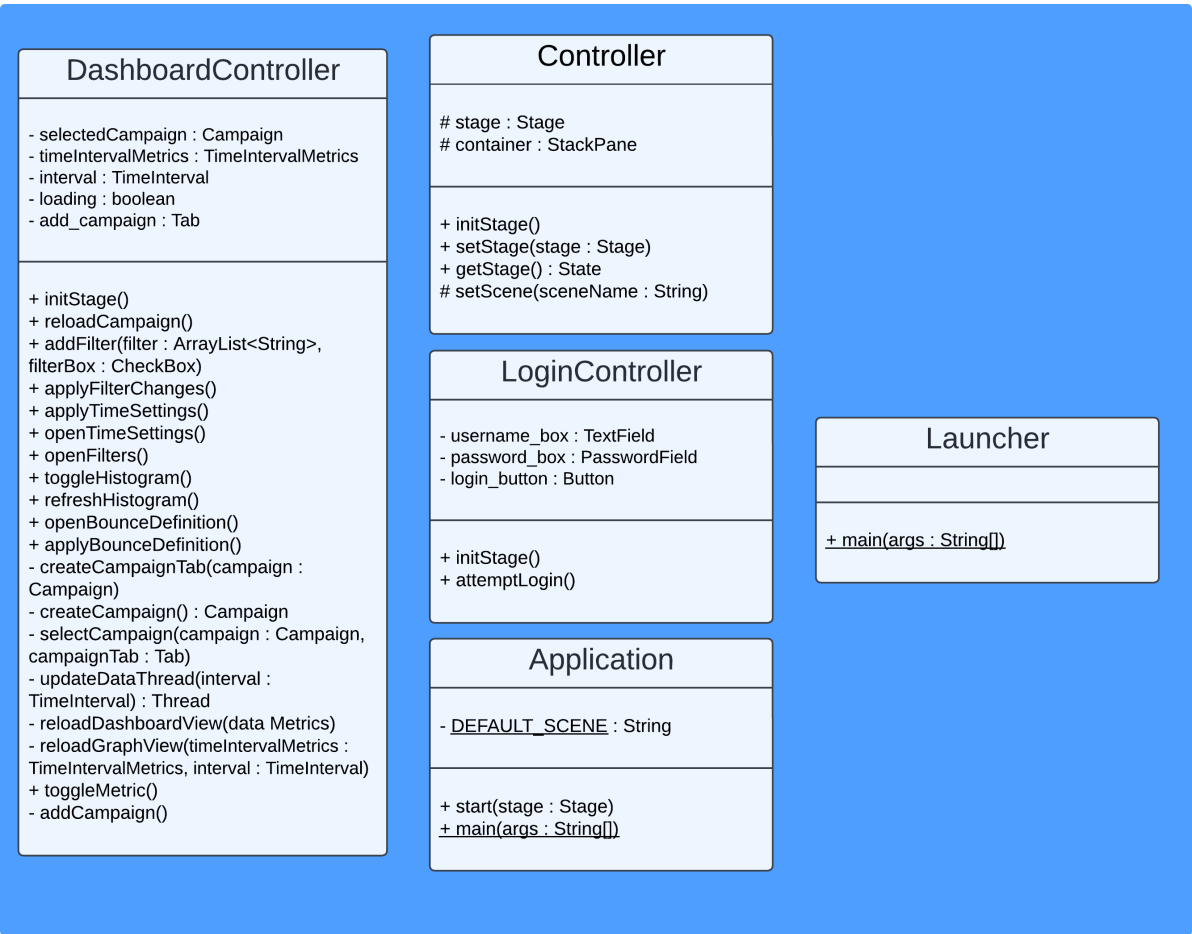 DashboardController
- selectedCampaign : Campaign
- timeIntervalMetrics : TimeIntervalMetrics
- interval : TimeInterval
- loading : boolean
- add_campaign : Tab
+ initStage()
+ reloadCampaign()
+ addFilter(filter : ArrayList<String>,
filterBox : CheckBox)
+ applyFilterChanges()
+ applyTimeSettings()
+ openTimeSettings()
+ openFilters()
+ toggleHistogram()
+ refreshHistogram()
+ openBounceDefinition()
+ applyBounceDefinition()
- createCampaignTab(campaign :
Campaign)
- createCampaign() : Campaign
- selectCampaign(campaign : Campaign,
campaignTab : Tab)
- updateDataThread(interval :
TimeInterval) : Thread
- reloadDashboardView(data Metrics)
- reloadGraphView(timeIntervalMetrics :
TimeIntervalMetrics, interval : TimeInterval)
+ toggleMetric()
- addCampaign()
Controller
# stage : Stage
# container : StackPane
+ initStage()
+ setStage(stage : Stage)
+ getStage() : State
# setScene(sceneName : String)
LoginController
- username_box : TextField
- password_box : PasswordField
- login_button : Button
+ initStage()
+ attemptLogin()
Application
- DEFAULT_SCENE : String
+ start(stage : Stage)
+ main(args : String[])
Launcher
+ main(args : String[])